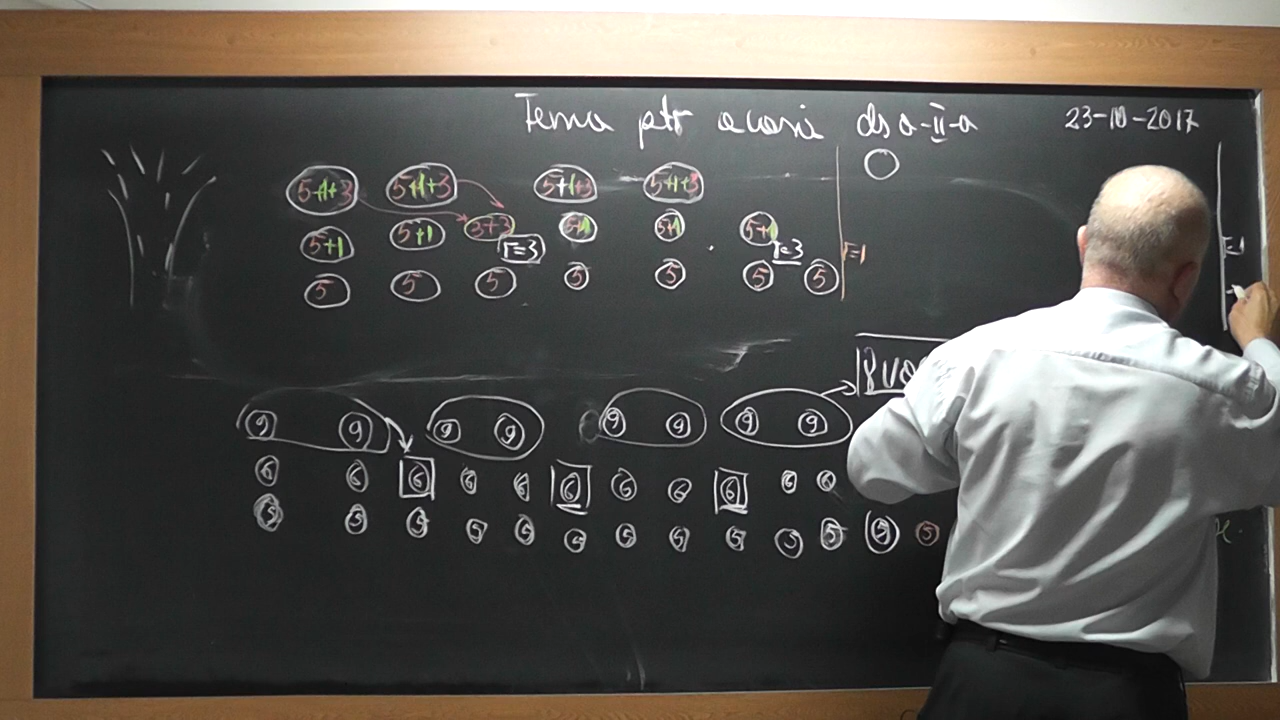 Tema ptr acasă ds a-II-a 23-10-2017
5+1+3 5+1+3 5+1+3 5+1+3
5+1 5+1 3+3 5+1 5+1 5+1
r=3 r=3 r=1 r=1
5 5 5 5 5 5 5
9 9 9 9 9 9 9 9
6 6 6 6 6 6 6 6 6 6 6
5 5 5 5 5 5 5 5 5 5 5 5 5